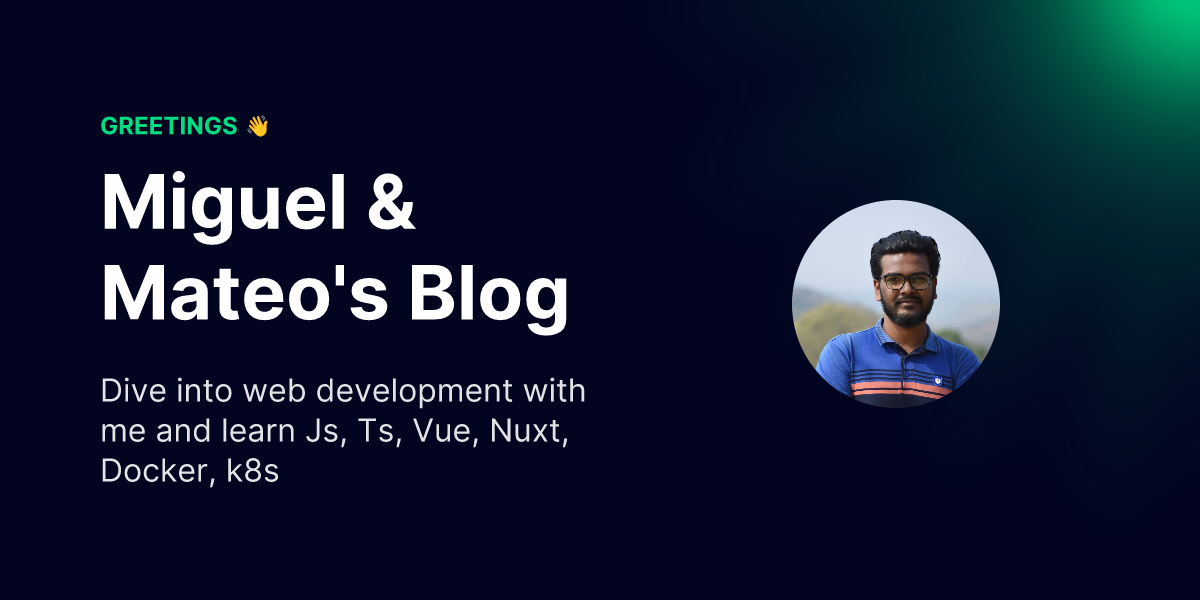 GREETINGS 👋
Miguel &
Mateo's Blog
Dive into web development with
me and learn Js, Ts, Vue, Nuxt,
Docker, k8s